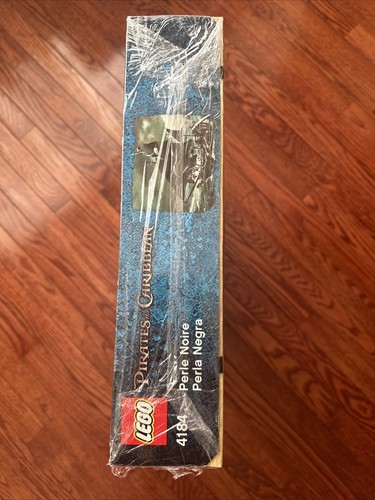 PIRATES of the CARIBBEAN
LEGO
4184
Perle Noire
Perla Negra